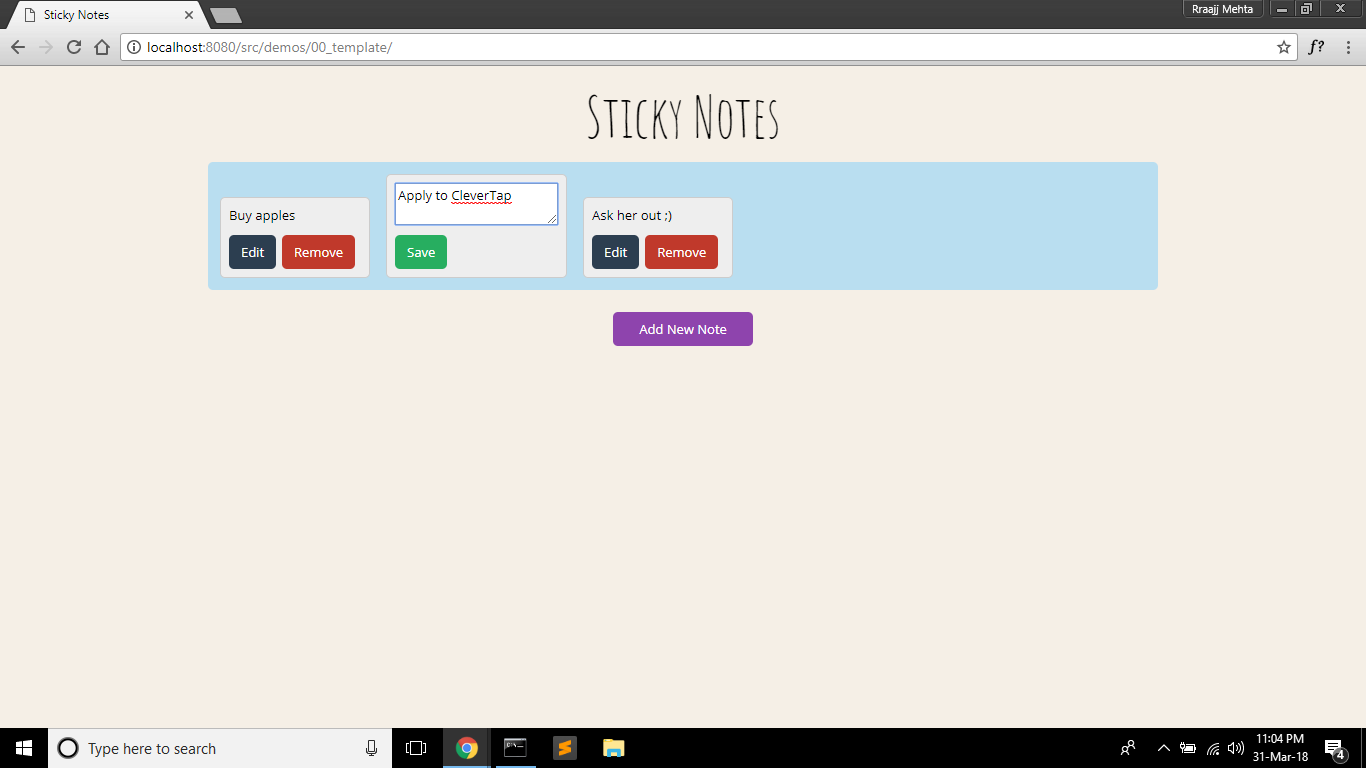 Sticky Notes
Rraajj Mehta
localhost:8080/src/demos/00_template/
f?
Sticky Notes
Buy apples
Edit Remove
Apply to CleverTap
Save
Ask her out ;)
Edit Remove
Add New Note
Type here to search
11:04 PM
31-Mar-18
4